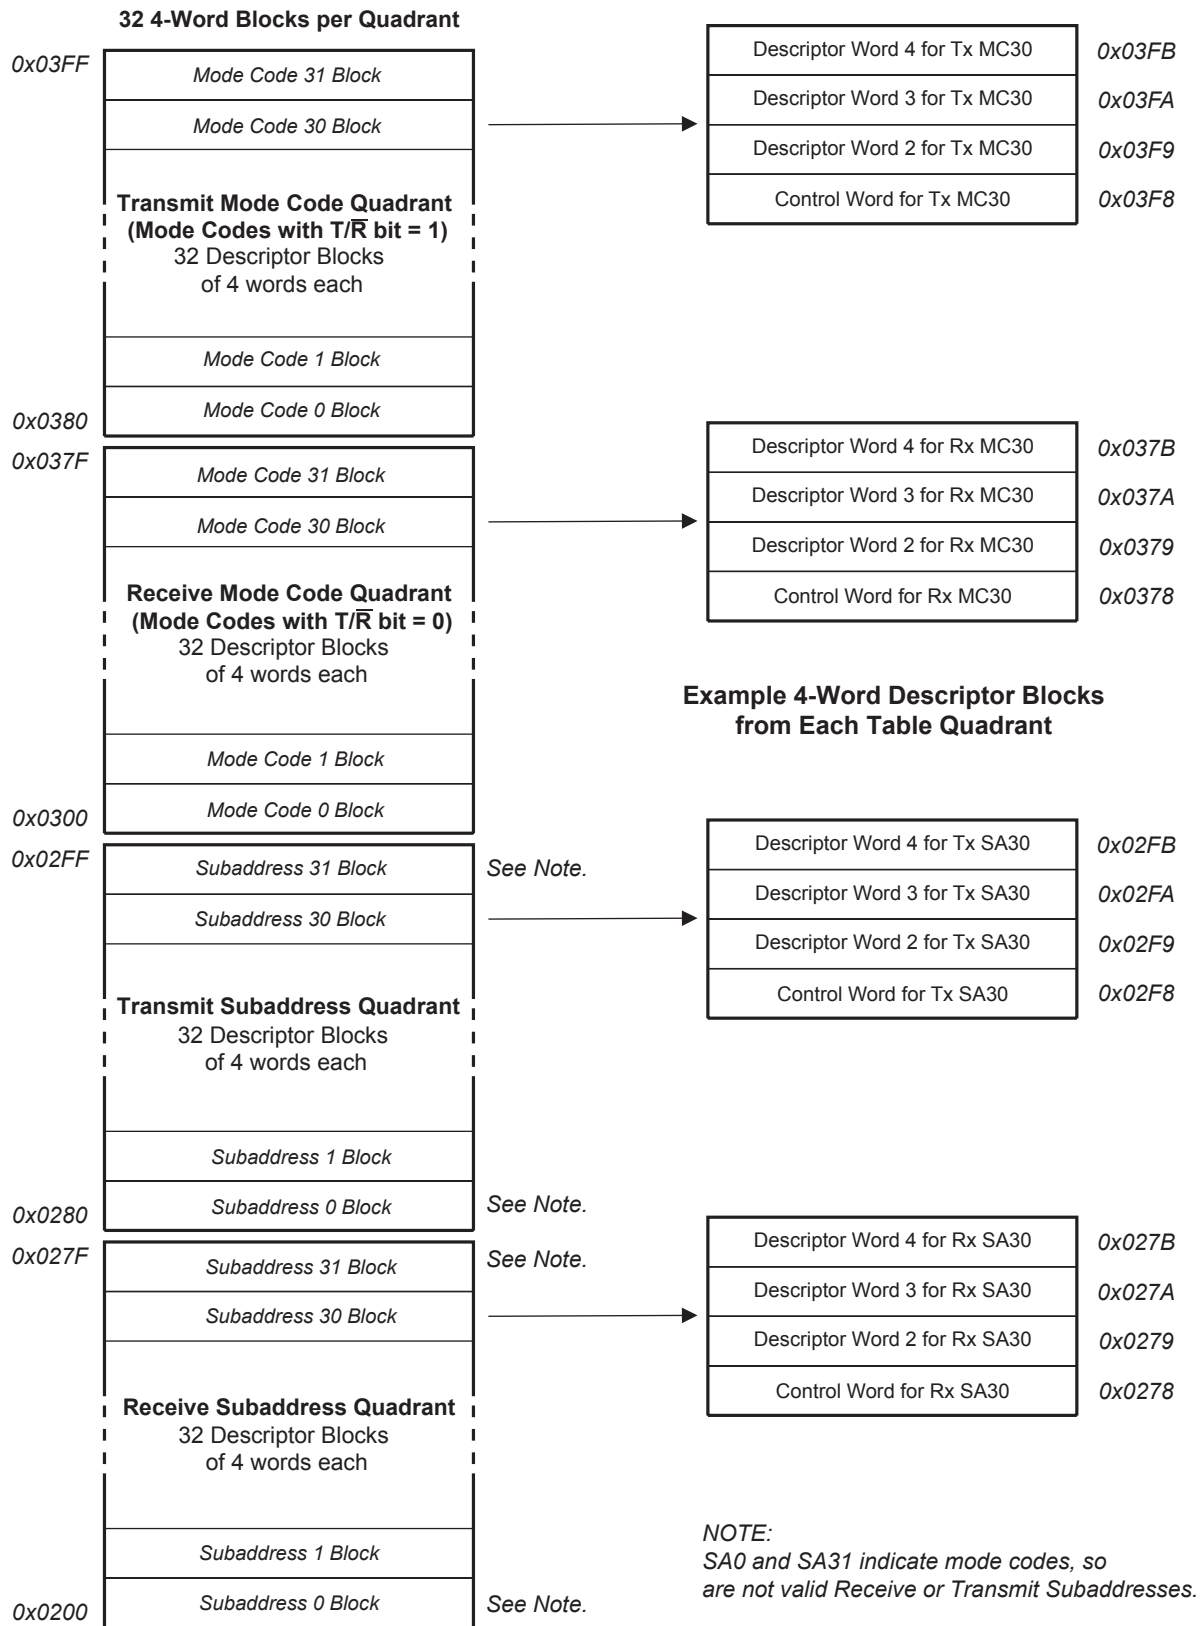 32 4-Word Blocks per Quadrant
0x03FF
Mode Code 31 Block
Mode Code 30 Block
Transmit Mode Code Quadrant
(Mode Codes with T/R̅ bit = 1)
32 Descriptor Blocks
of 4 words each
Mode Code 1 Block
Mode Code 0 Block
0x0380
Descriptor Word 4 for Tx MC30 0x03FB
Descriptor Word 3 for Tx MC30 0x03FA
Descriptor Word 2 for Tx MC30 0x03F9
Control Word for Tx MC30 0x03F8
0x037F
Mode Code 31 Block
Mode Code 30 Block
Receive Mode Code Quadrant
(Mode Codes with T/R̅ bit = 0)
32 Descriptor Blocks
of 4 words each
Mode Code 1 Block
Mode Code 0 Block
0x0300
Descriptor Word 4 for Rx MC30 0x037B
Descriptor Word 3 for Rx MC30 0x037A
Descriptor Word 2 for Rx MC30 0x0379
Control Word for Rx MC30 0x0378
Example 4-Word Descriptor Blocks
from Each Table Quadrant
0x02FF
Subaddress 31 Block See Note.
Subaddress 30 Block
Transmit Subaddress Quadrant
32 Descriptor Blocks
of 4 words each
Subaddress 1 Block
Subaddress 0 Block See Note.
0x0280
Descriptor Word 4 for Tx SA30 0x02FB
Descriptor Word 3 for Tx SA30 0x02FA
Descriptor Word 2 for Tx SA30 0x02F9
Control Word for Tx SA30 0x02F8
0x027F
Subaddress 31 Block See Note.
Subaddress 30 Block
Receive Subaddress Quadrant
32 Descriptor Blocks
of 4 words each
Subaddress 1 Block
Subaddress 0 Block See Note.
0x0200
Descriptor Word 4 for Rx SA30 0x027B
Descriptor Word 3 for Rx SA30 0x027A
Descriptor Word 2 for Rx SA30 0x0279
Control Word for Rx SA30 0x0278
NOTE:
SA0 and SA31 indicate mode codes, so
are not valid Receive or Transmit Subaddresses.